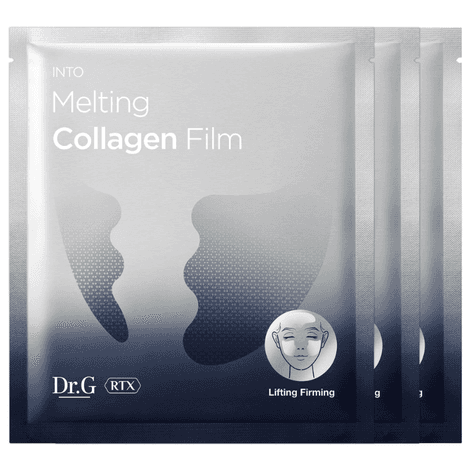 INTO
Melting
Collagen Film
Dr.G RTX
Lifting Firming
g
g